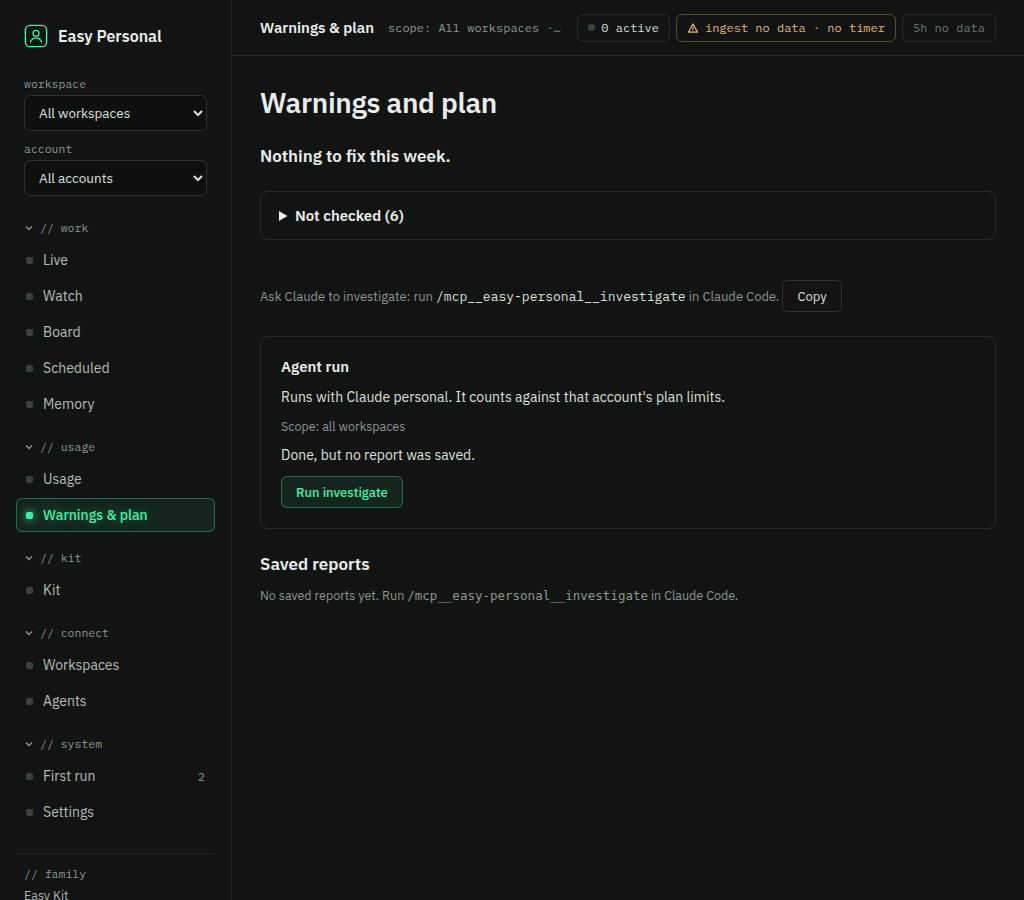 Easy Personal
workspace
All workspaces
account
All accounts
// work
Live
Watch
Board
Scheduled
Memory
// usage
Usage
Warnings & plan
// kit
Kit
// connect
Workspaces
Agents
// system
First run 2
Settings
// family
Easy Kit
Warnings & plan scope: All workspaces ·… 0 active ingest no data · no timer 5h no data
Warnings and plan
Nothing to fix this week.
Not checked (6)
Ask Claude to investigate: run /mcp__easy-personal__investigate in Claude Code. Copy
Agent run
Runs with Claude personal. It counts against that account's plan limits.
Scope: all workspaces
Done, but no report was saved.
Run investigate
Saved reports
No saved reports yet. Run /mcp__easy-personal__investigate in Claude Code.